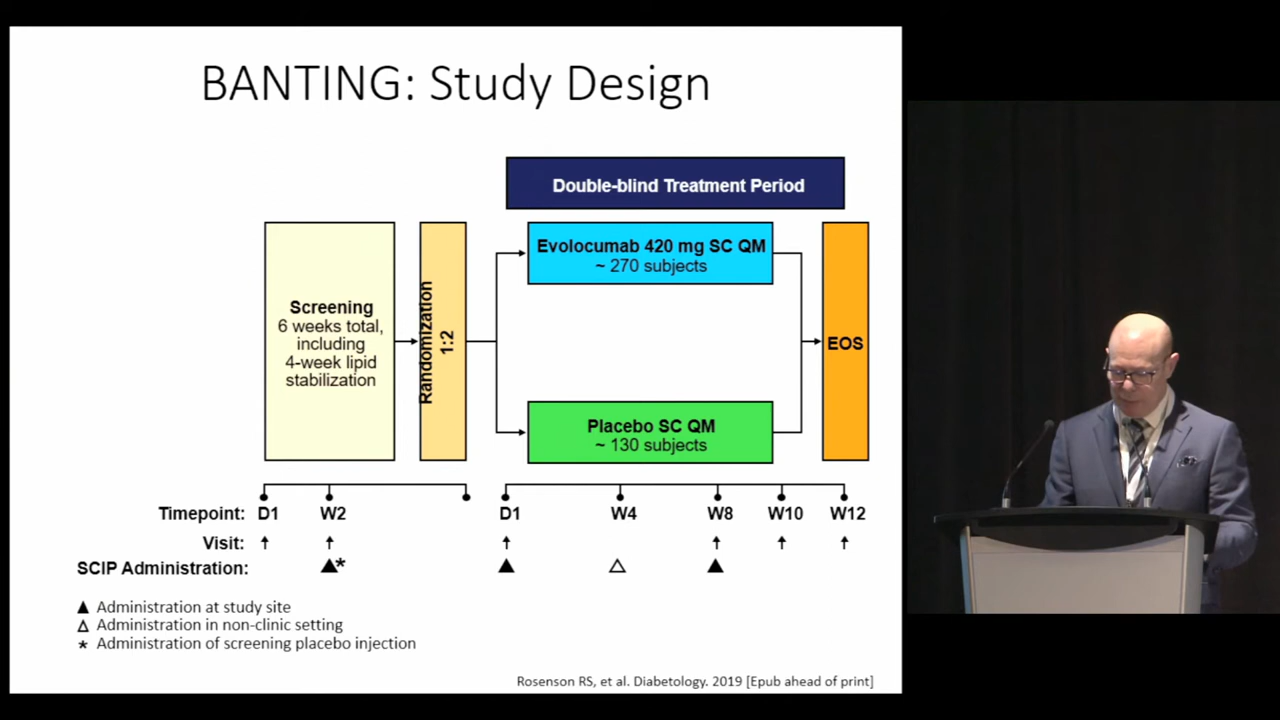 BANTING: Study Design
Double-blind Treatment Period
Screening
6 weeks total,
including
4-week lipid
stabilization
Randomization
1:2
Evolocumab 420 mg SC QM
~ 270 subjects
Placebo SC QM
~ 130 subjects
EOS
Timepoint: D1 W2 D1 W4 W8 W10 W12
Visit:
SCIP Administration: *
Administration at study site
Administration in non-clinic setting
* Administration of screening placebo injection
Rosenson RS, et al. Diabetology. 2019 [Epub ahead of print]